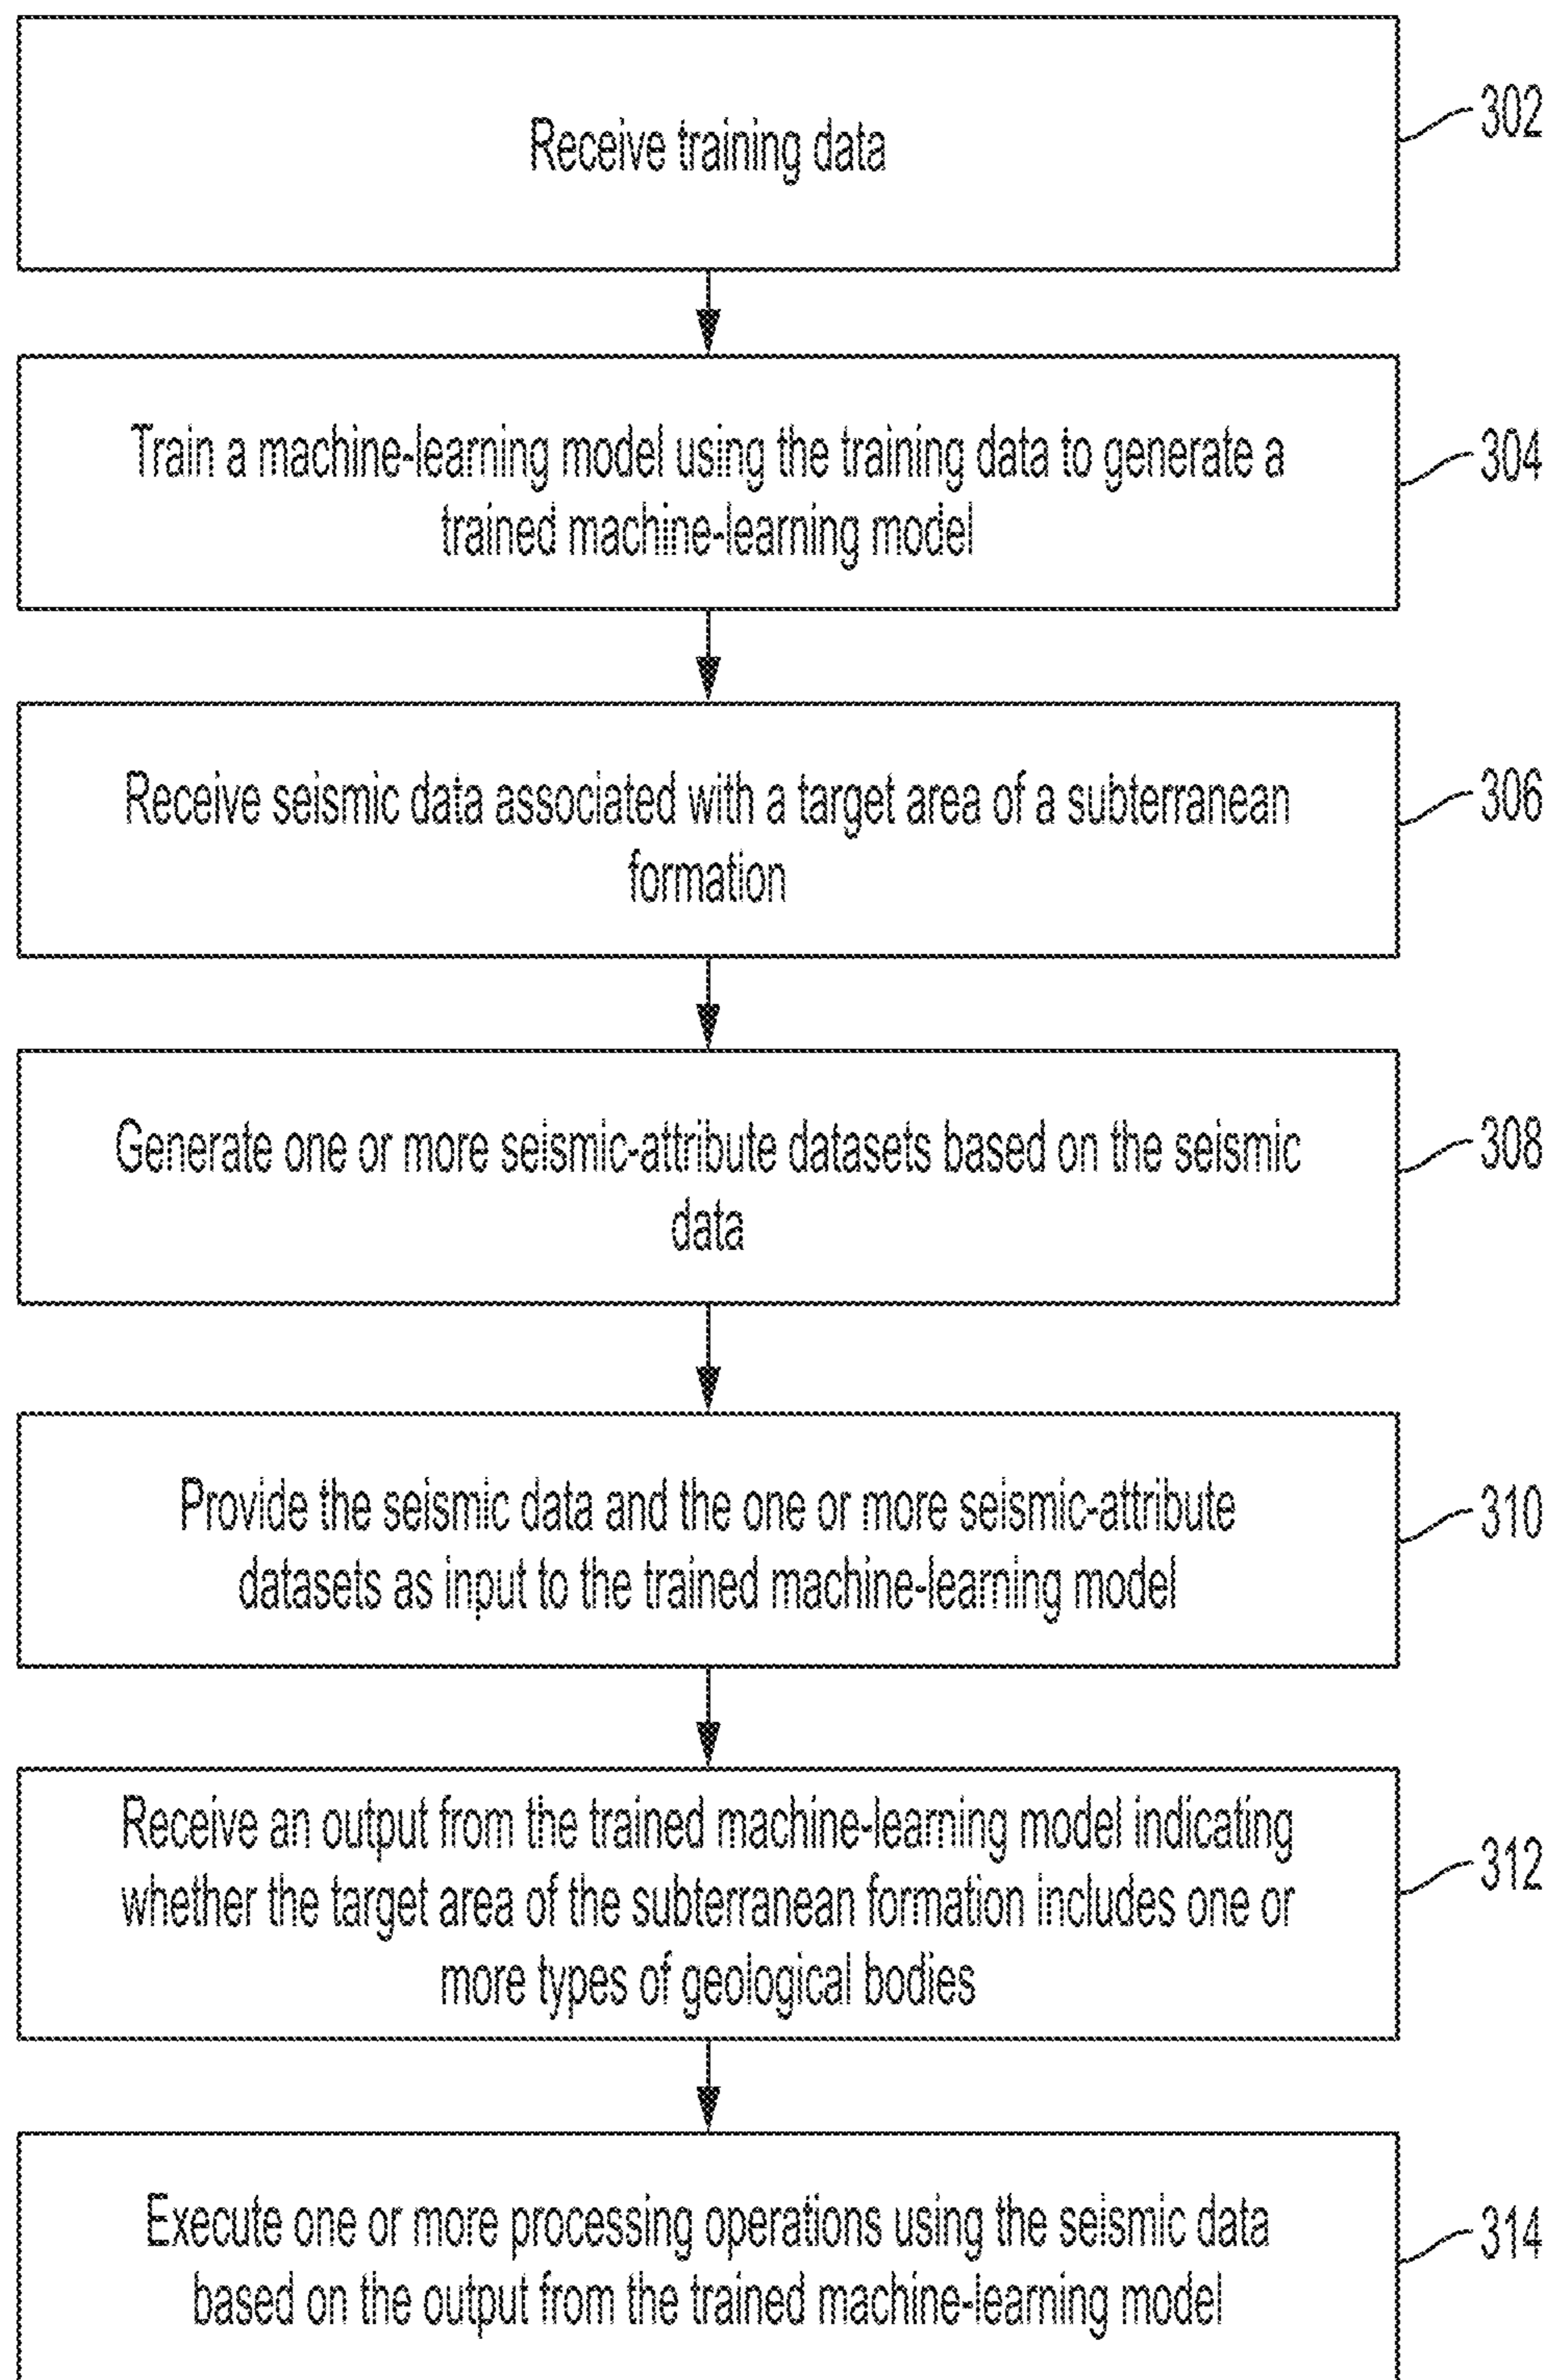 Receive training data
302
Train a machine-learning model using the training data to generate a
trained machine-learning model
304
Receive seismic data associated with a target area of a subterranean
formation
306
Generate one or more seismic-attribute datasets based on the seismic
data
308
Provide the seismic data and the one or more seismic-attribute
datasets as input to the trained machine-learning model
310
Receive an output from the trained machine-learning model indicating
whether the target area of the subterranean formation includes one or
more types of geological bodies
312
Execute one or more processing operations using the seismic data
based on the output from the trained machine-learning model
314